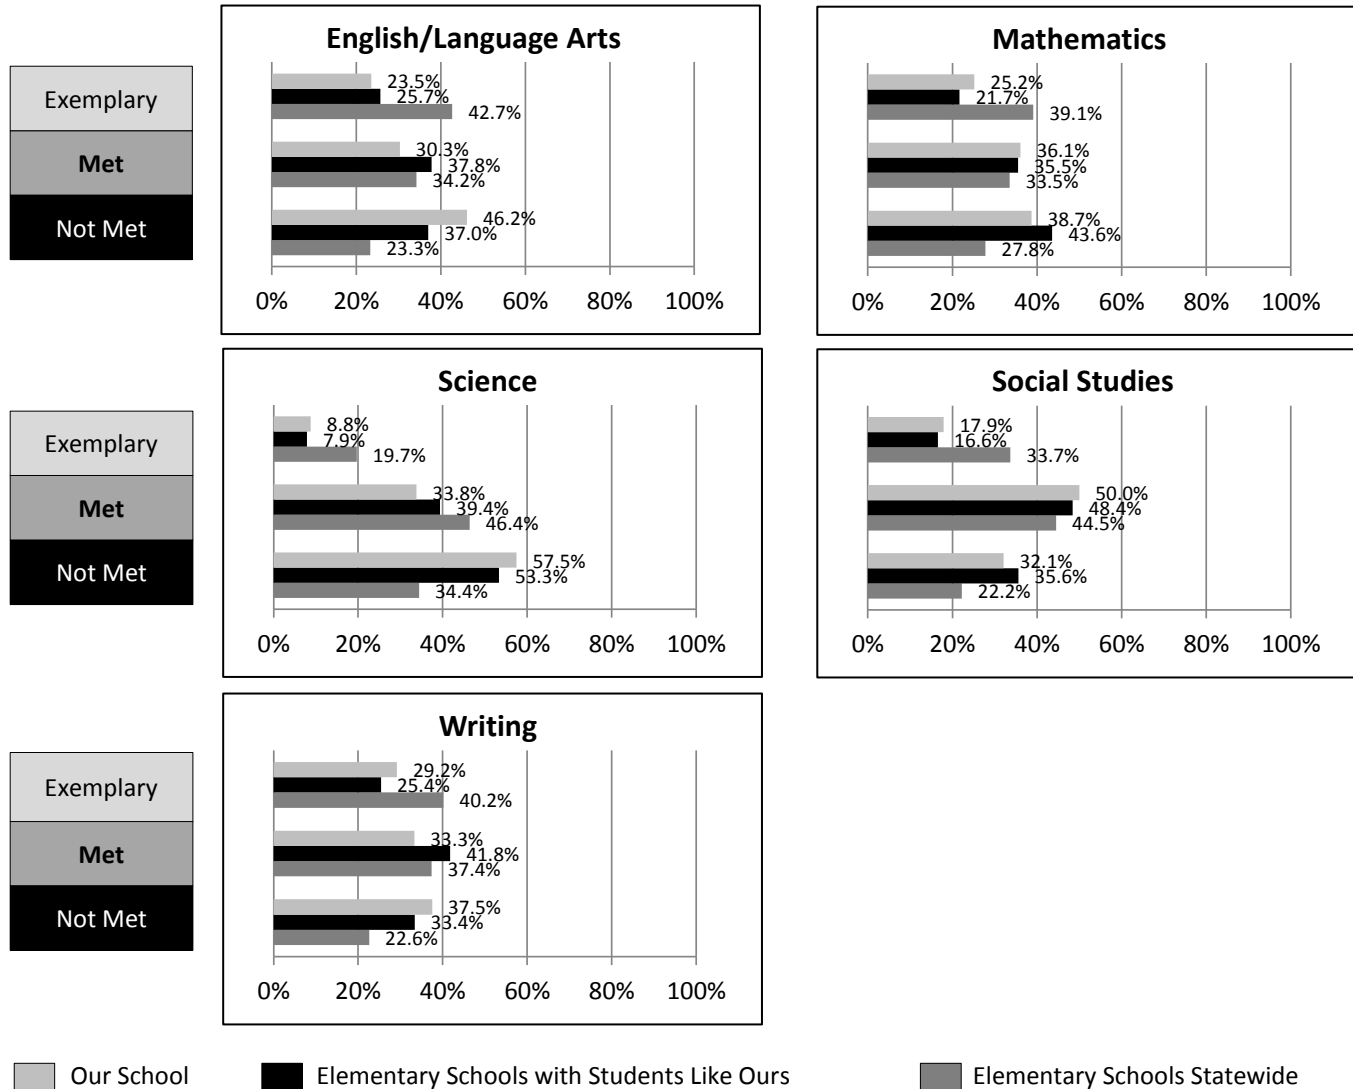 English/Language Arts
Exemplary
Met
Not Met
23.5%
25.7%
42.7%
30.3%
37.8%
34.2%
46.2%
37.0%
23.3%
0% 20% 40% 60% 80% 100%
Mathematics
25.2%
21.7%
39.1%
36.1%
35.5%
33.5%
38.7%
43.6%
27.8%
0% 20% 40% 60% 80% 100%
Science
Exemplary
Met
Not Met
8.8%
7.9%
19.7%
33.8%
39.4%
46.4%
57.5%
53.3%
34.4%
0% 20% 40% 60% 80% 100%
Social Studies
17.9%
16.6%
33.7%
50.0%
48.4%
44.5%
32.1%
35.6%
22.2%
0% 20% 40% 60% 80% 100%
Writing
Exemplary
Met
Not Met
29.2%
25.4%
40.2%
33.3%
41.8%
37.4%
37.5%
33.4%
22.6%
0% 20% 40% 60% 80% 100%
Our School
Elementary Schools with Students Like Ours
Elementary Schools Statewide